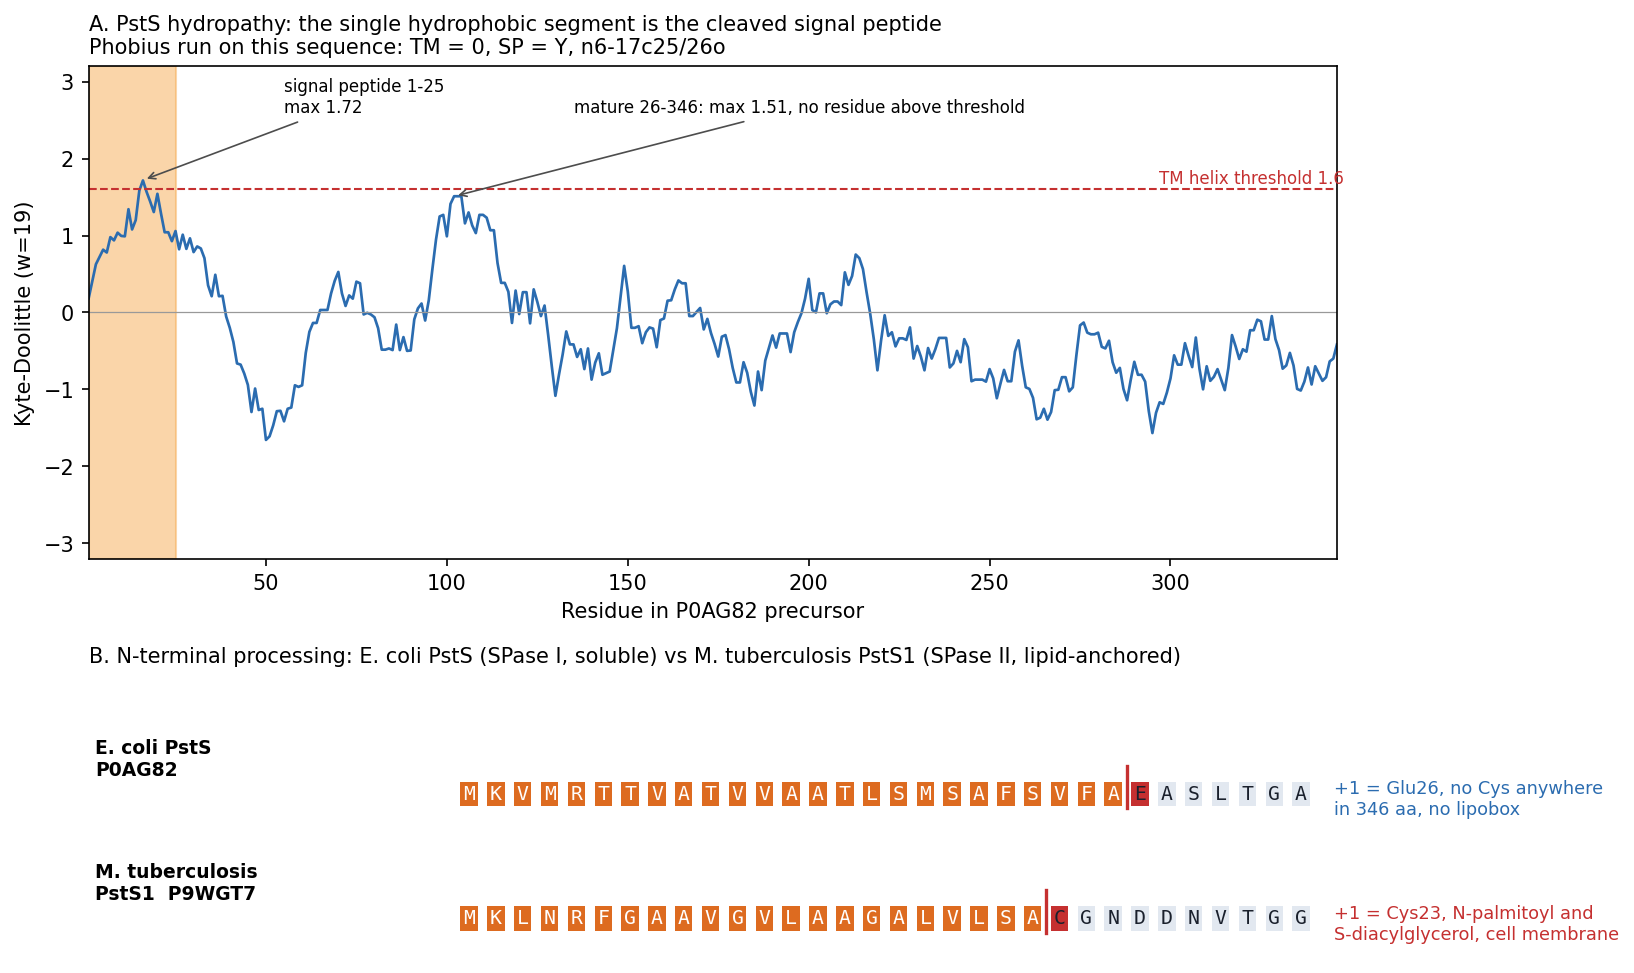 A. PstS hydropathy: the single hydrophobic segment is the cleaved signal peptide
Phobius run on this sequence: TM = 0, SP = Y, n6-17c25/26o
3
2
1
0
−1
−2
−3
Kyte-Doolittle (w=19)
signal peptide 1-25
max 1.72
mature 26-346: max 1.51, no residue above threshold
TM helix threshold 1.6
50 100 150 200 250 300
Residue in P0AG82 precursor
B. N-terminal processing: E. coli PstS (SPase I, soluble) vs M. tuberculosis PstS1 (SPase II, lipid-anchored)
E. coli PstS
P0AG82
M K V M R T T V A T V V A A T L S M S A F S V F A E A S L T G A
+1 = Glu26, no Cys anywhere
in 346 aa, no lipobox
M. tuberculosis
PstS1 P9WGT7
M K L N R F G A A V G V L A A G A L V L S A C G N D D N V T G G
+1 = Cys23, N-palmitoyl and
S-diacylglycerol, cell membrane